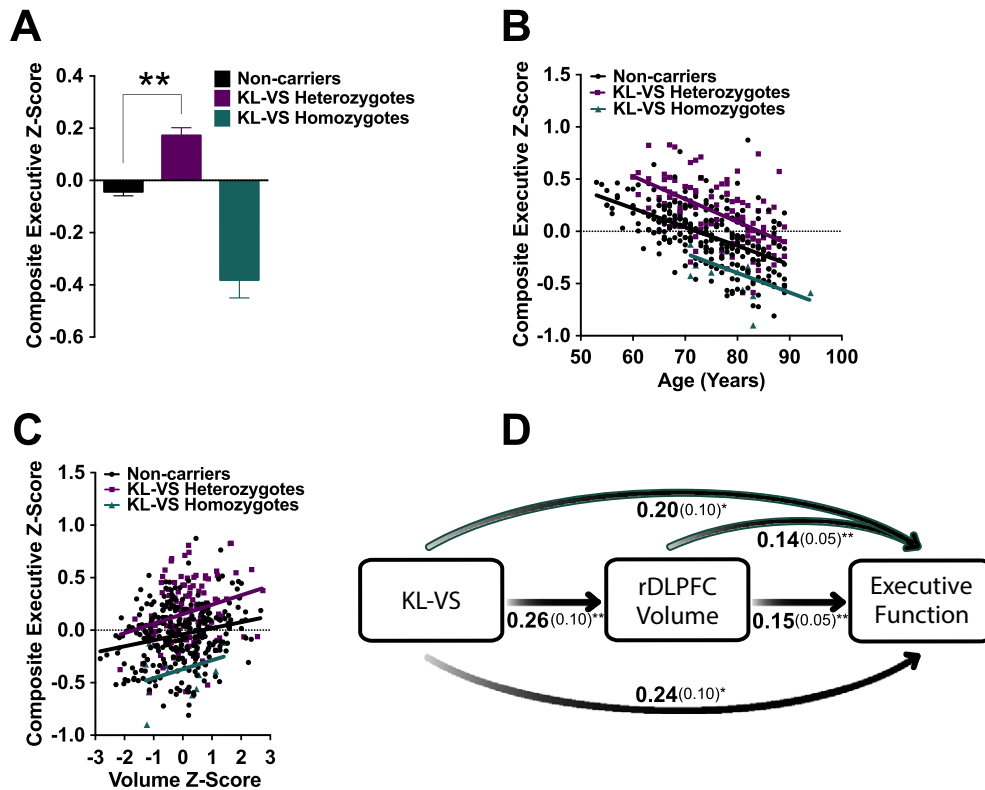 A
Composite Executive Z-Score
0.4
0.2
0.0
-0.2
-0.4
-0.6
**
Non-carriers
KL-VS Heterozygotes
KL-VS Homozygotes
B
Composite Executive Z-Score
1.5
1.0
0.5
0.0
-0.5
-1.0
Non-carriers
KL-VS Heterozygotes
KL-VS Homozygotes
50 60 70 80 90 100
Age (Years)
C
Composite Executive Z-Score
1.5
1.0
0.5
0.0
-0.5
-1.0
Non-carriers
KL-VS Heterozygotes
KL-VS Homozygotes
-3 -2 -1 0 1 2 3
Volume Z-Score
D
0.20(0.10)*
0.14(0.05)**
KL-VS
0.26(0.10)**
rDLPFC
Volume
0.15(0.05)**
Executive
Function
0.24(0.10)*